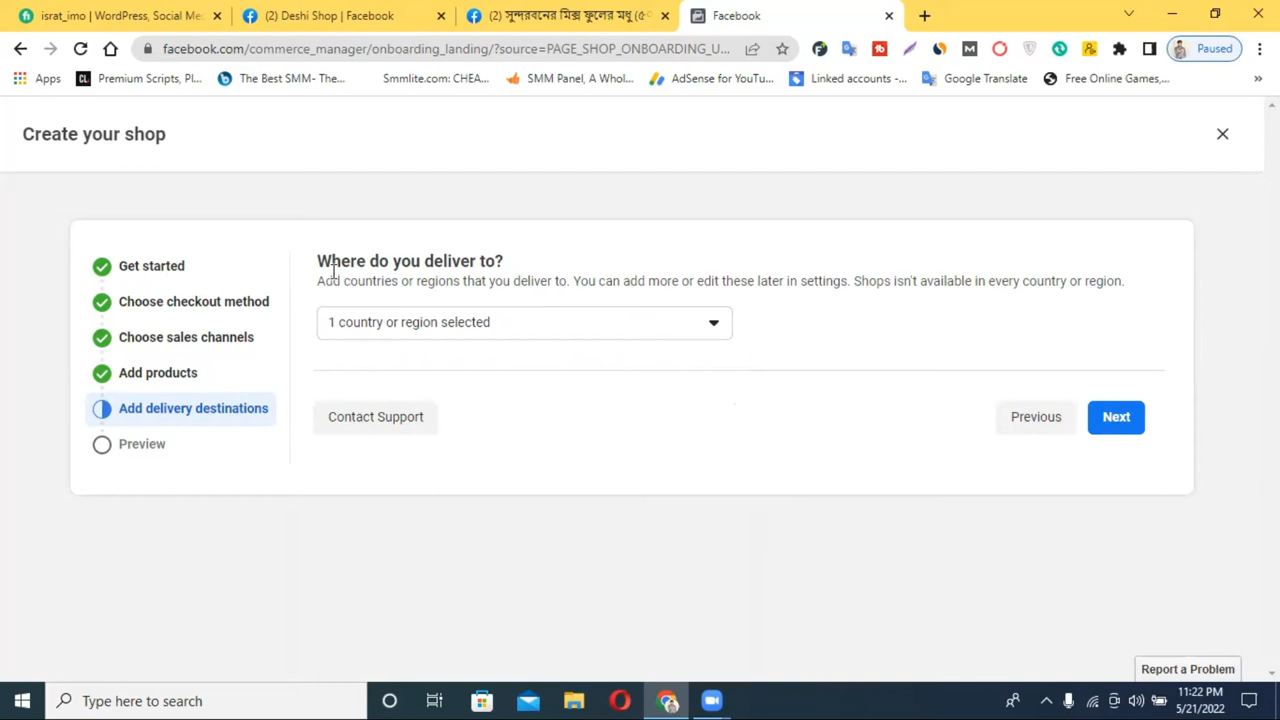 israt_imo | WordPress, Social Me
(2) Deshi Shop | Facebook
(2) সুন্দরবনের মিক্স ফুলের মধু (৫
Facebook
facebook.com/commerce_manager/onboarding_landing/?source=PAGE_SHOP_ONBOARDING_U...
Paused
Apps
Premium Scripts, Pl...
The Best SMM- The...
Smmlite.com: CHEA...
SMM Panel, A Whol...
AdSense for YouTu...
Linked accounts -...
Google Translate
Free Online Games,...
Create your shop
Get started
Choose checkout method
Choose sales channels
Add products
Add delivery destinations
Preview
Where do you deliver to?
Add countries or regions that you deliver to. You can add more or edit these later in settings. Shops isn't available in every country or region.
1 country or region selected
Contact Support
Previous
Next
Report a Problem
Type here to search
11:22 PM
5/21/2022